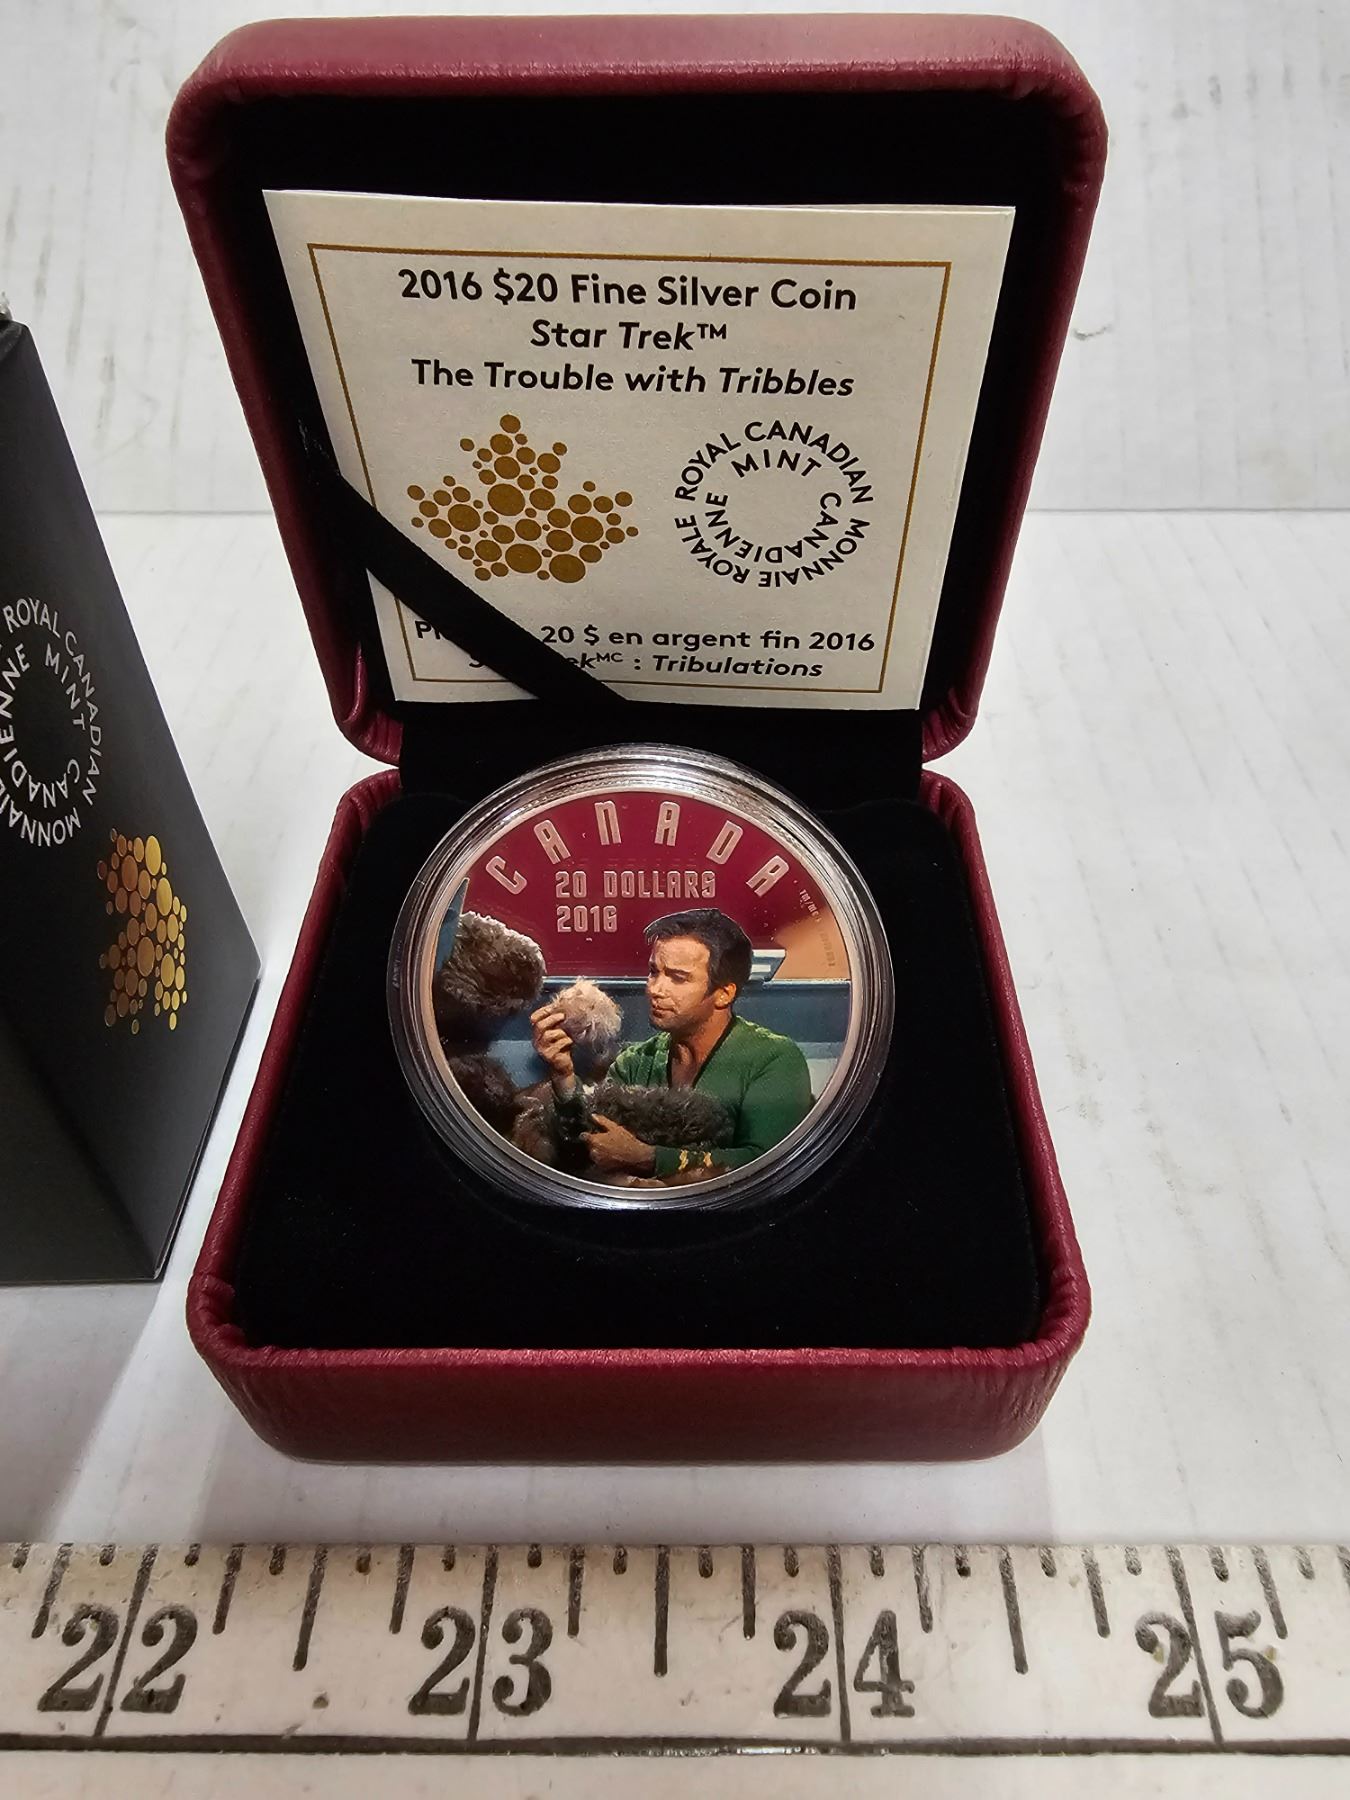 2016 $20 Fine Silver Coin
Star Trek™
The Trouble with Tribbles
ROYAL CANADIAN MINT
MONNAIE ROYALE CANADIENNE
20 $ en argent fin 2016
MC : Tribulations
ROYAL CANADIAN MINT
MONNAIE CANADIENNE
CANADA
20 DOLLARS
2016
22 23 24 25